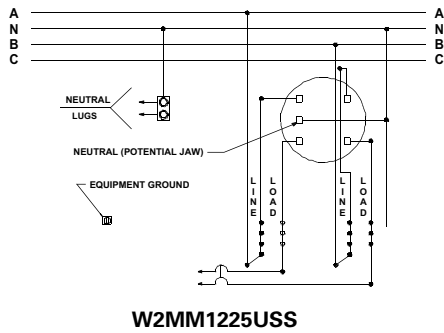 A A
N N
B B
C C
NEUTRAL
LUGS
NEUTRAL (POTENTIAL JAW)
EQUIPMENT GROUND
LINE LOAD LINE LOAD
W2MM1225USS